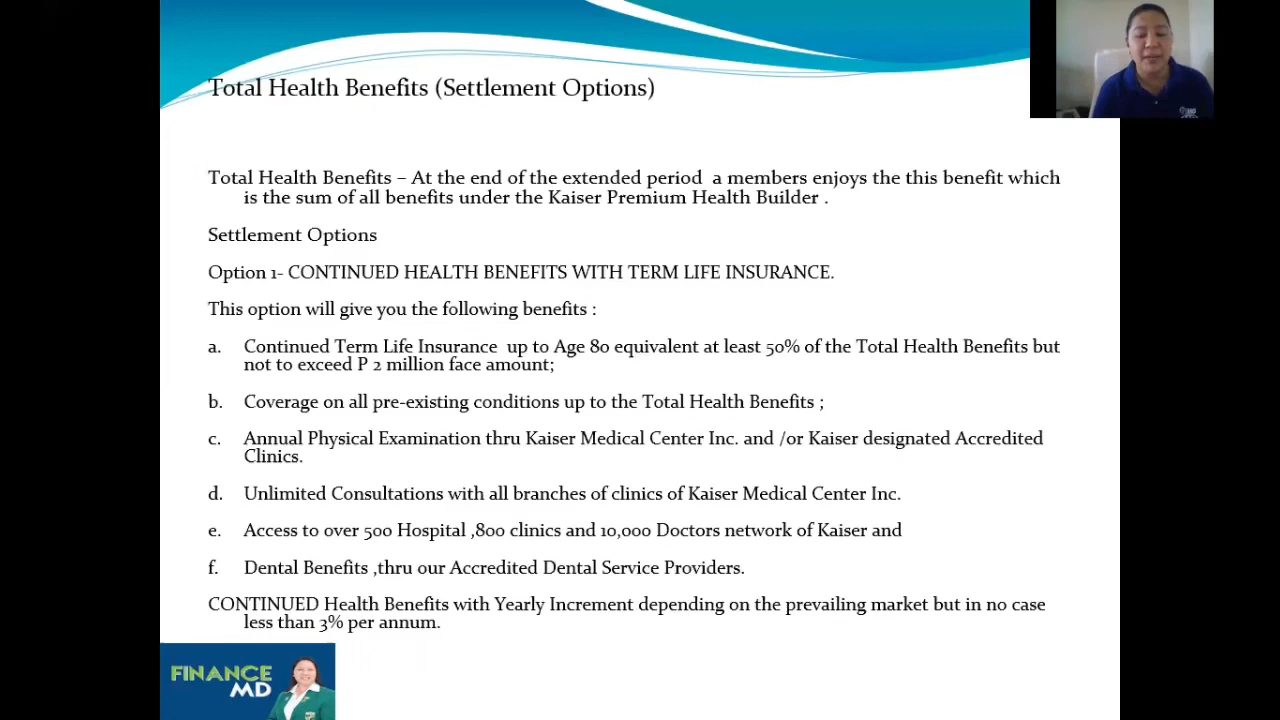 Total Health Benefits (Settlement Options)
Total Health Benefits – At the end of the extended period a members enjoys the this benefit which
is the sum of all benefits under the Kaiser Premium Health Builder .
Settlement Options
Option 1- CONTINUED HEALTH BENEFITS WITH TERM LIFE INSURANCE.
This option will give you the following benefits :
a. Continued Term Life Insurance up to Age 80 equivalent at least 50% of the Total Health Benefits but
not to exceed P 2 million face amount;
b. Coverage on all pre-existing conditions up to the Total Health Benefits ;
c. Annual Physical Examination thru Kaiser Medical Center Inc. and /or Kaiser designated Accredited
Clinics.
d. Unlimited Consultations with all branches of clinics of Kaiser Medical Center Inc.
e. Access to over 500 Hospital ,800 clinics and 10,000 Doctors network of Kaiser and
f. Dental Benefits ,thru our Accredited Dental Service Providers.
CONTINUED Health Benefits with Yearly Increment depending on the prevailing market but in no case
less than 3% per annum.
FINANCE
MD